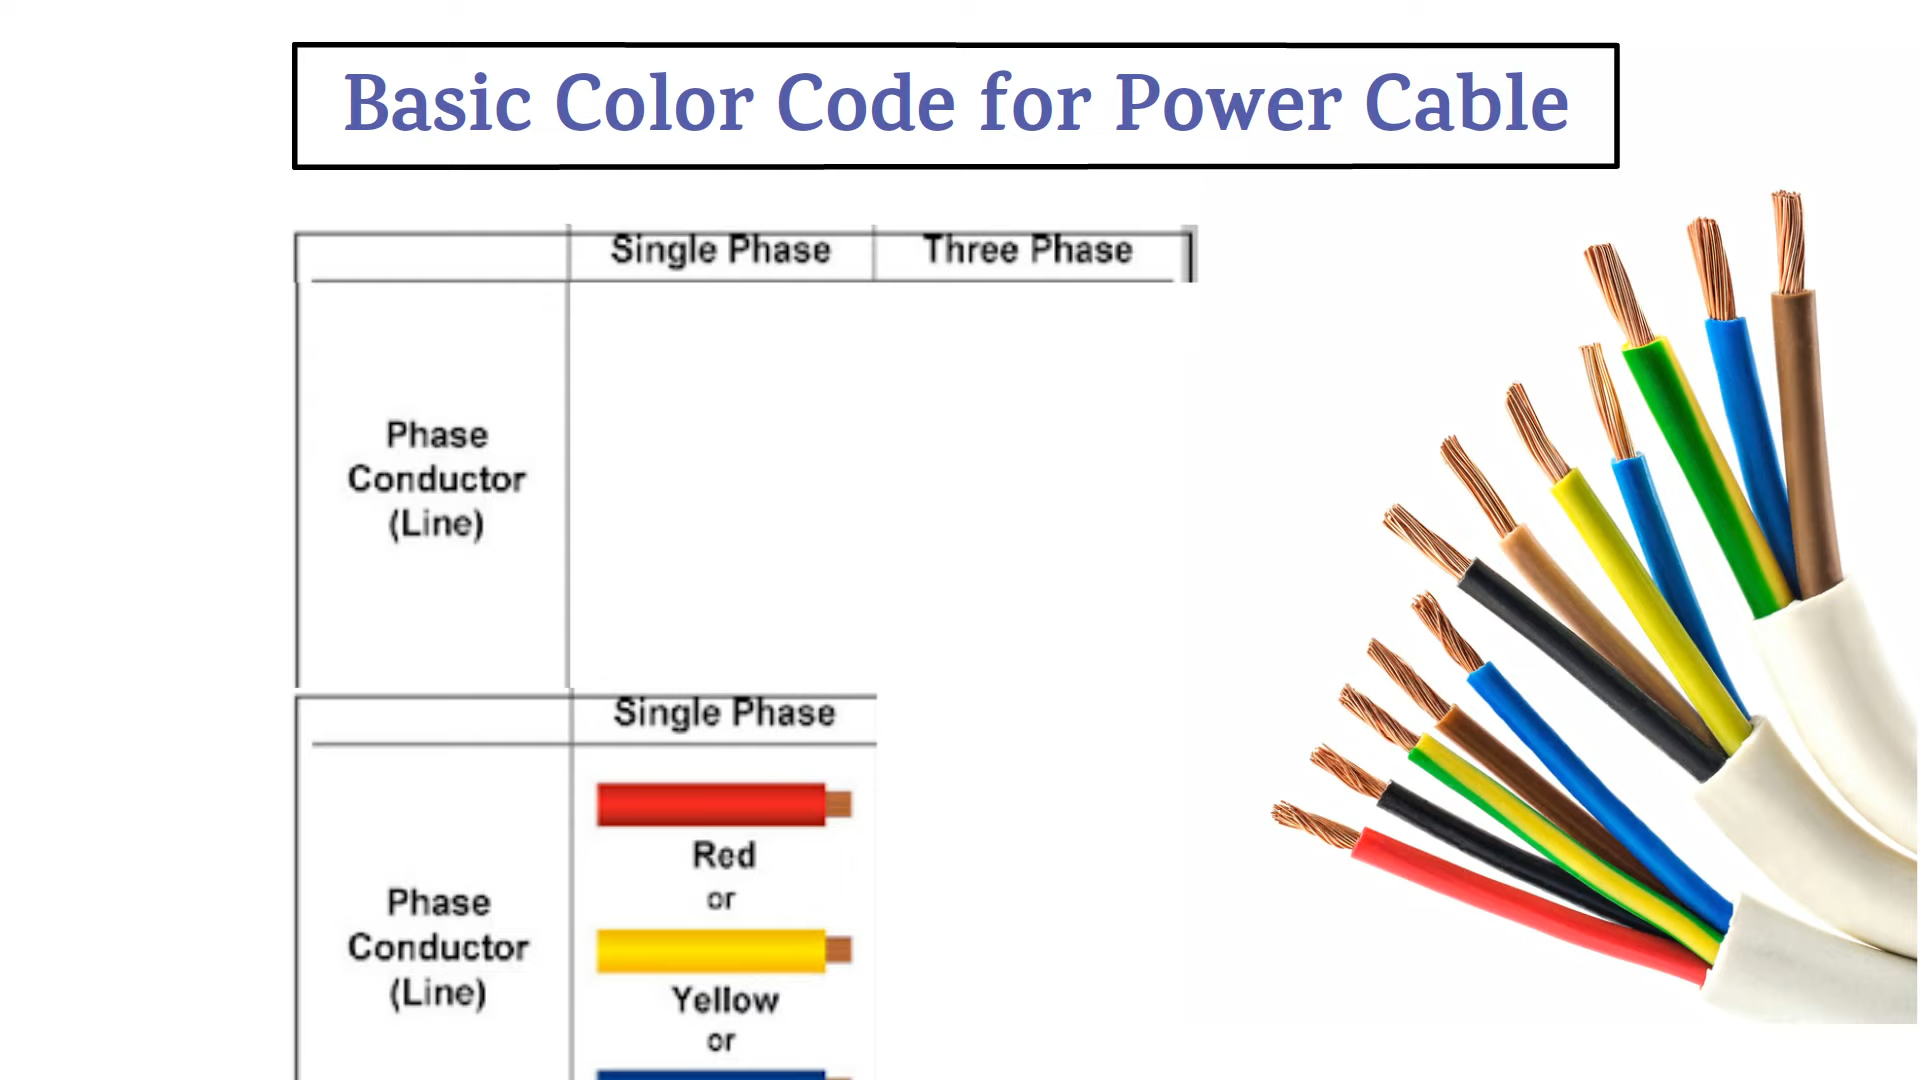 Basic Color Code for Power Cable
Single Phase
Three Phase
Phase
Conductor
(Line)
Single Phase
Red
or
Yellow
or
Phase
Conductor
(Line)